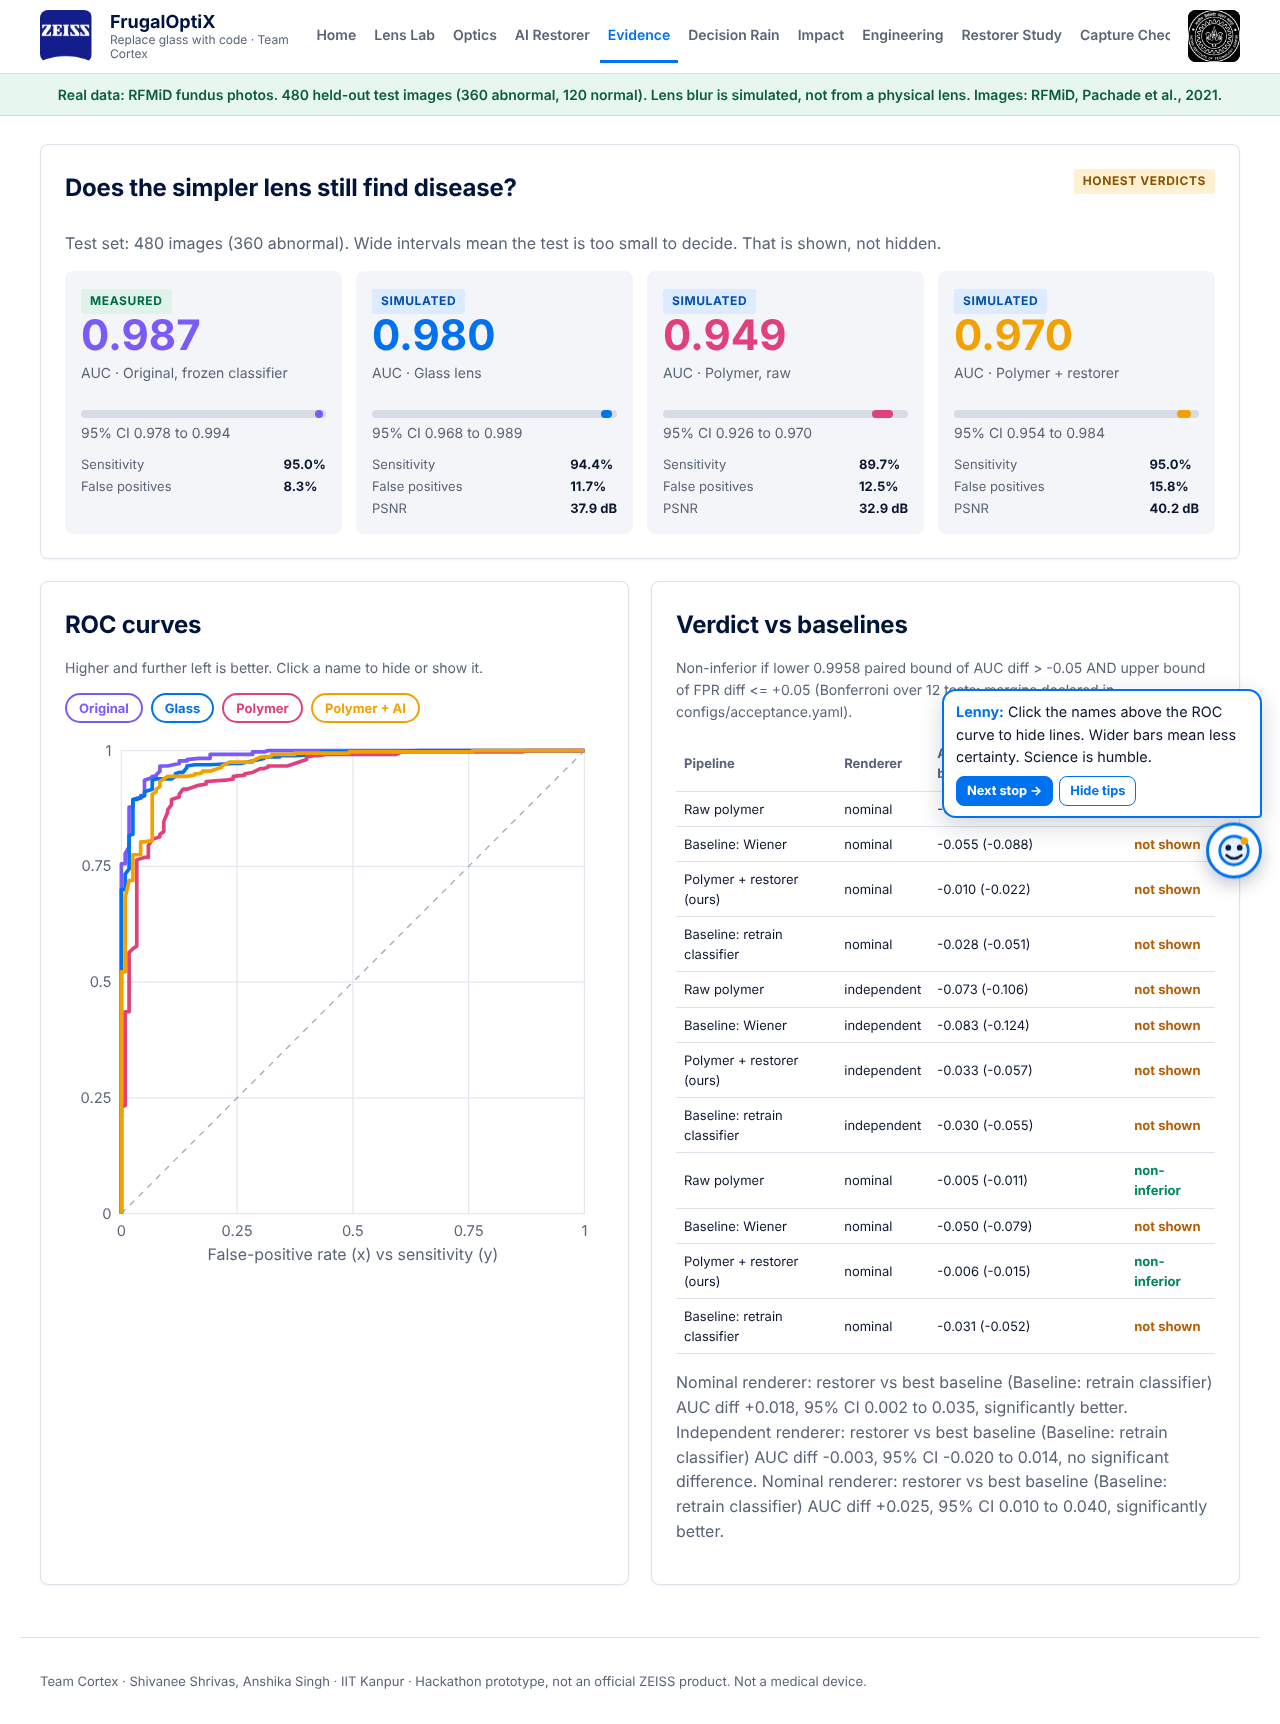 ZEISS
FrugalOptiX
Replace glass with code · Team
Cortex
Home Lens Lab Optics AI Restorer Evidence Decision Rain Impact Engineering Restorer Study Capture Chec
Real data: RFMiD fundus photos. 480 held-out test images (360 abnormal, 120 normal). Lens blur is simulated, not from a physical lens. Images: RFMiD, Pachade et al., 2021.
Does the simpler lens still find disease?
HONEST VERDICTS
Test set: 480 images (360 abnormal). Wide intervals mean the test is too small to decide. That is shown, not hidden.
MEASURED
0.987
AUC · Original, frozen classifier
95% CI 0.978 to 0.994
Sensitivity 95.0%
False positives 8.3%
SIMULATED
0.980
AUC · Glass lens
95% CI 0.968 to 0.989
Sensitivity 94.4%
False positives 11.7%
PSNR 37.9 dB
SIMULATED
0.949
AUC · Polymer, raw
95% CI 0.926 to 0.970
Sensitivity 89.7%
False positives 12.5%
PSNR 32.9 dB
SIMULATED
0.970
AUC · Polymer + restorer
95% CI 0.954 to 0.984
Sensitivity 95.0%
False positives 15.8%
PSNR 40.2 dB
ROC curves
Higher and further left is better. Click a name to hide or show it.
Original Glass Polymer Polymer + AI
1
0.75
0.5
0.25
0
0 0.25 0.5 0.75 1
False-positive rate (x) vs sensitivity (y)
Verdict vs baselines
Non-inferior if lower 0.9958 paired bound of AUC diff > -0.05 AND upper bound
of FPR diff <= +0.05 (Bonferroni over 12 tests; margins declared in
configs/acceptance.yaml).
Lenny: Click the names above the ROC
curve to hide lines. Wider bars mean less
certainty. Science is humble.
Next stop → Hide tips
Pipeline Renderer
Raw polymer nominal
Baseline: Wiener nominal -0.055 (-0.088) not shown
Polymer + restorer
(ours) nominal -0.010 (-0.022) not shown
Baseline: retrain
classifier nominal -0.028 (-0.051) not shown
Raw polymer independent -0.073 (-0.106) not shown
Baseline: Wiener independent -0.083 (-0.124) not shown
Polymer + restorer
(ours) independent -0.033 (-0.057) not shown
Baseline: retrain
classifier independent -0.030 (-0.055) not shown
Raw polymer nominal -0.005 (-0.011) non-
inferior
Baseline: Wiener nominal -0.050 (-0.079) not shown
Polymer + restorer
(ours) nominal -0.006 (-0.015) non-
inferior
Baseline: retrain
classifier nominal -0.031 (-0.052) not shown
Nominal renderer: restorer vs best baseline (Baseline: retrain classifier)
AUC diff +0.018, 95% CI 0.002 to 0.035, significantly better.
Independent renderer: restorer vs best baseline (Baseline: retrain
classifier) AUC diff -0.003, 95% CI -0.020 to 0.014, no significant
difference. Nominal renderer: restorer vs best baseline (Baseline:
retrain classifier) AUC diff +0.025, 95% CI 0.010 to 0.040, significantly
better.
Team Cortex · Shivanee Shrivas, Anshika Singh · IIT Kanpur · Hackathon prototype, not an official ZEISS product. Not a medical device.